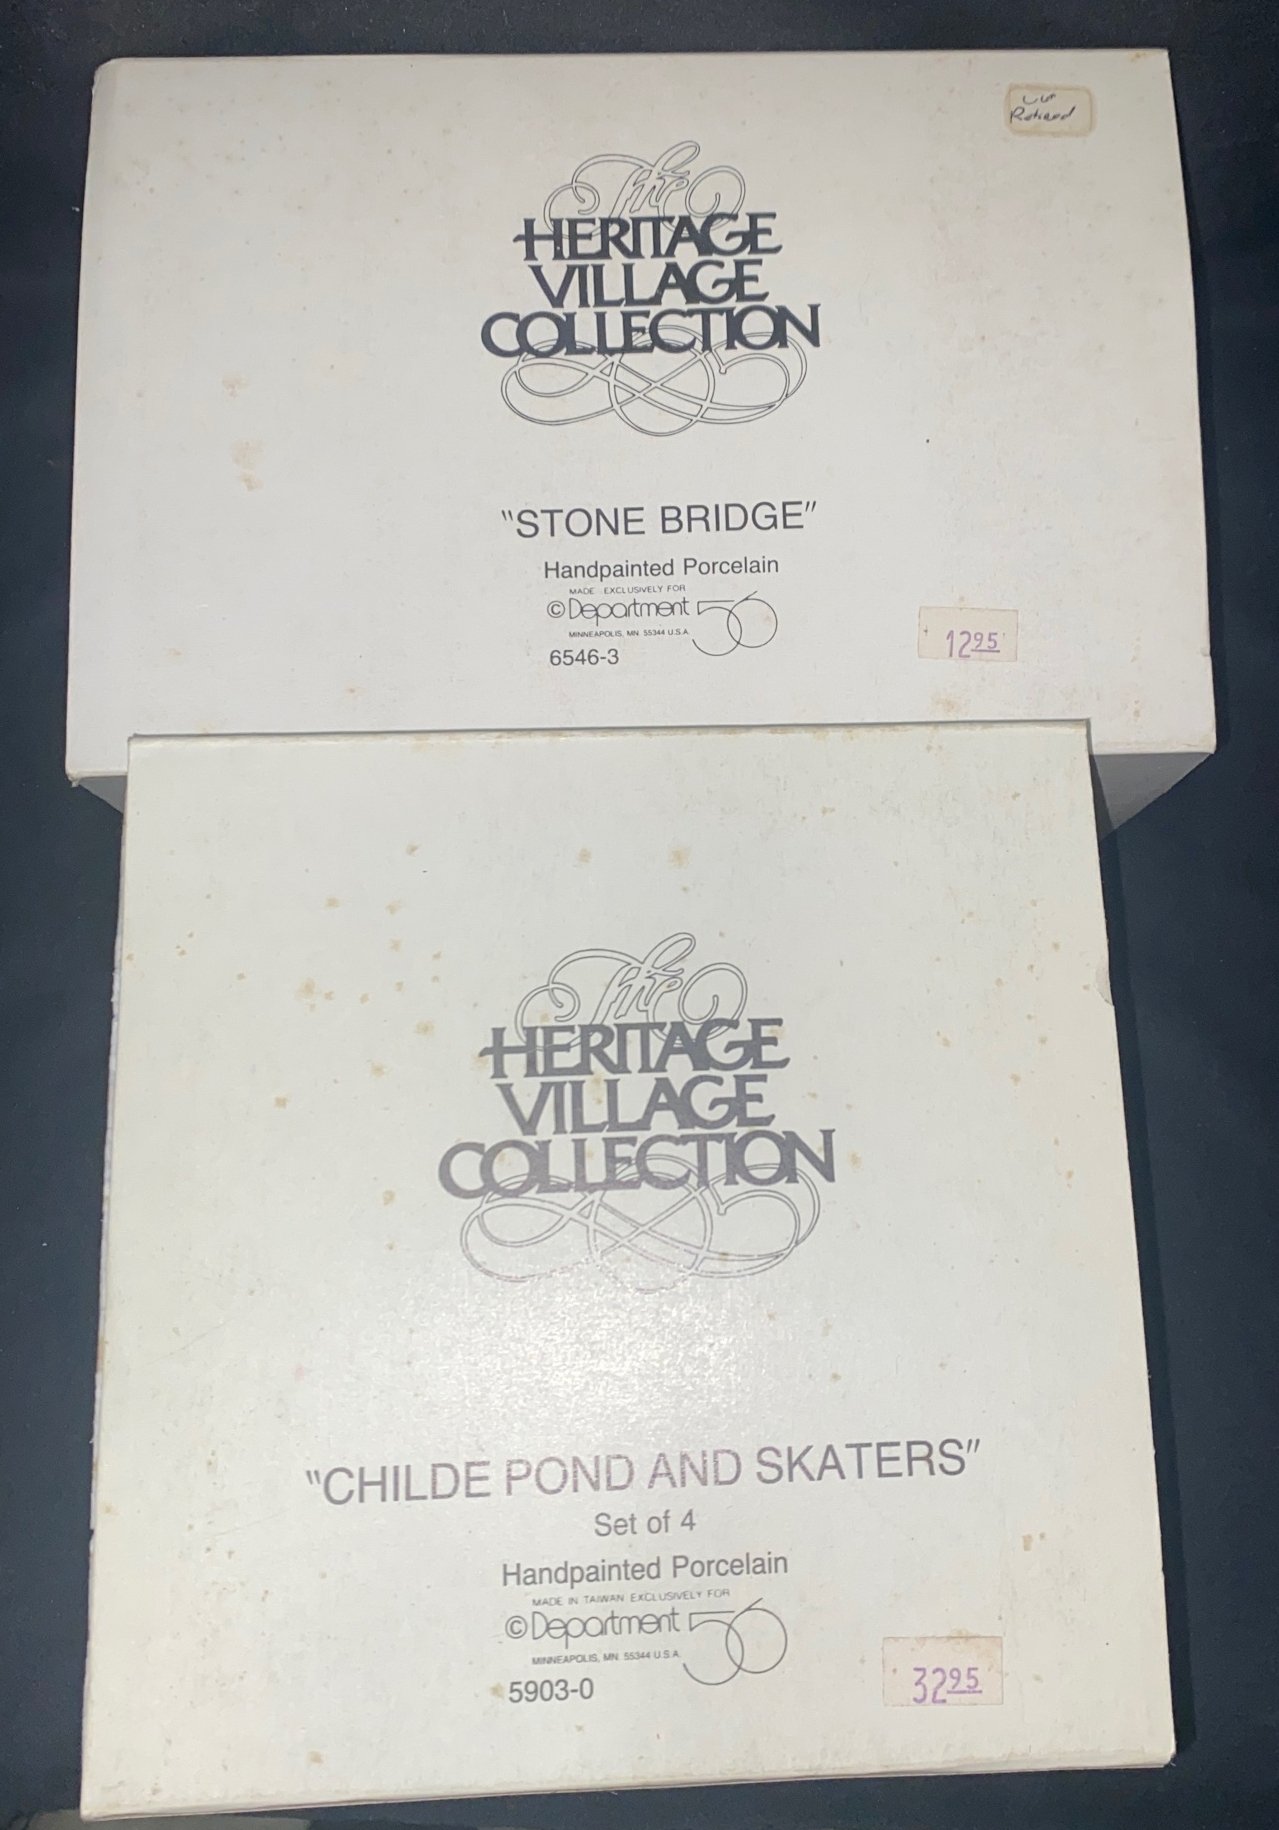 Retired
The
HERITAGE
VILLAGE
COLLECTION
"STONE BRIDGE"
Handpainted Porcelain
MADE EXCLUSIVELY FOR
©Department 56
MINNEAPOLIS, MN 55344 U.S.A.
6546-3
12 95
The
HERITAGE
VILLAGE
COLLECTION
"CHILDE POND AND SKATERS"
Set of 4
Handpainted Porcelain
MADE IN TAIWAN EXCLUSIVELY FOR
©Department 56
MINNEAPOLIS, MN 55344 U.S.A.
5903-0
32 95